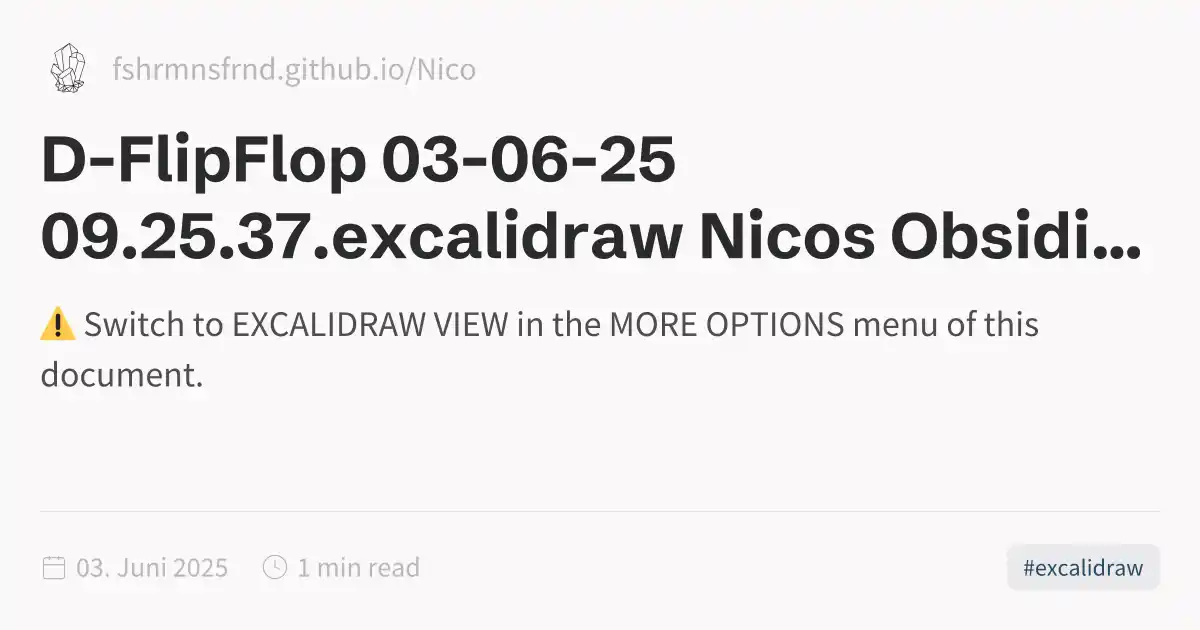 fshrmnsfrnd.github.io/Nico
D-FlipFlop 03-06-25
09.25.37.excalidraw Nicos Obsidi...
⚠️ Switch to EXCALIDRAW VIEW in the MORE OPTIONS menu of this
document.
03. Juni 2025 1 min read #excalidraw